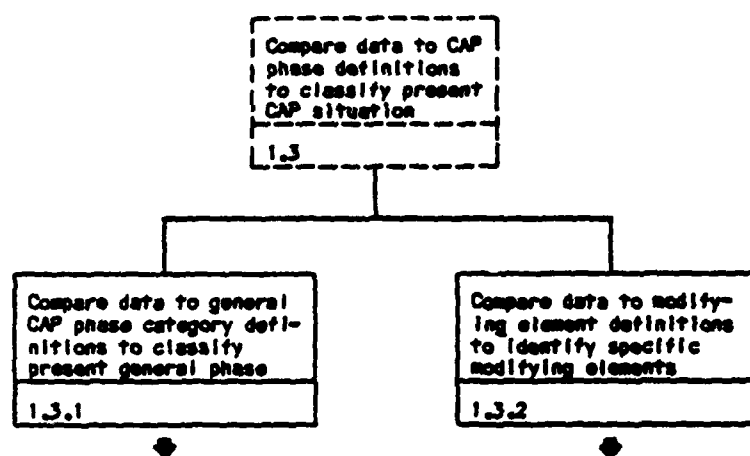 Compare data to CAP
phase definitions
to classify present
CAP situation
1.3
Compare data to general
CAP phase category defi-
nitions to classify
present general phase
1.3.1
Compare data to modify-
ing element definitions
to identify specific
modifying elements
1.3.2